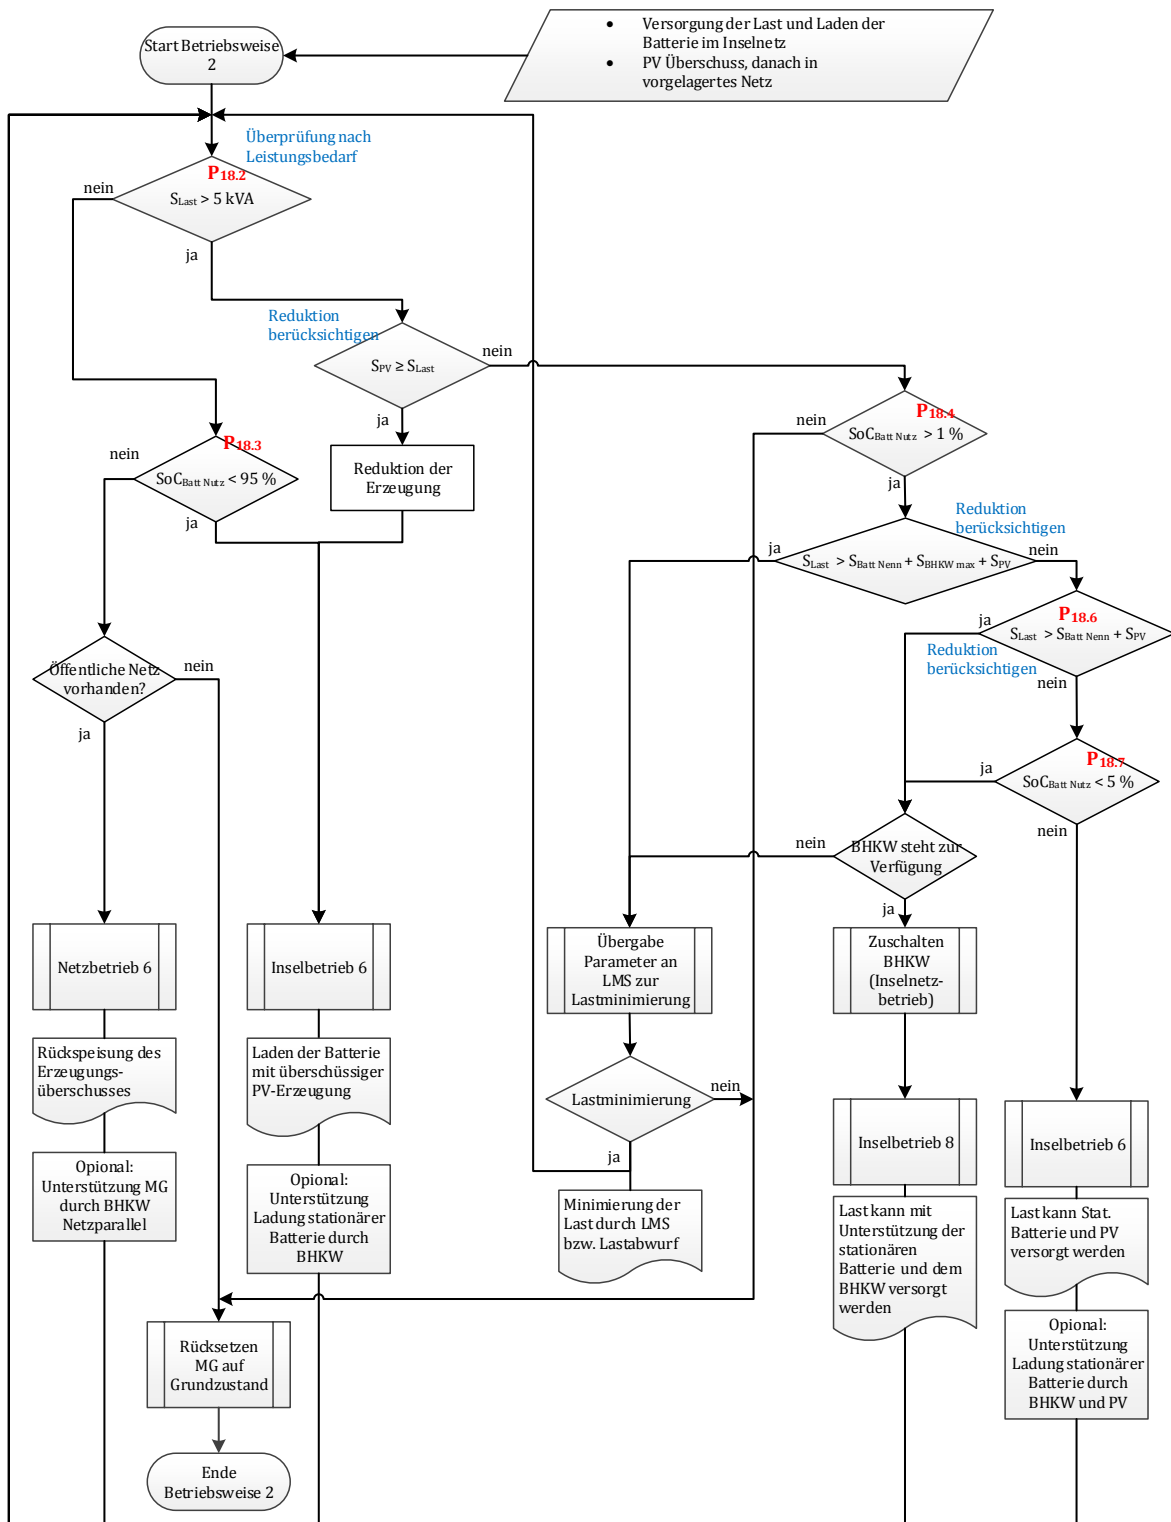 Start Betriebsweise
2
• Versorgung der Last und Laden der
Batterie im Inselnetz
• PV Überschuss, danach in
vorgelagertes Netz
Überprüfung nach
Leistungsbedarf
P18.2
nein
SLast > 5 kVA
ja
Reduktion
berücksichtigen
SPV ≥ SLast
nein
ja
Reduktion der
Erzeugung
P18.3
nein
SoCBatt Nutz < 95 %
ja
P18.4
nein
SoCBatt Nutz > 1 %
ja
Reduktion
berücksichtigen
ja
SLast > SBatt Nenn + SBHKW max + SPV
nein
P18.6
ja
SLast > SBatt Nenn + SPV
Reduktion
berücksichtigen
nein
Öffentliche Netz
vorhanden?
nein
ja
P18.7
ja
SoCBatt Nutz < 5 %
nein
nein
BHKW steht zur
Verfügung
ja
Netzbetrieb 6
Inselbetrieb 6
Übergabe
Parameter an
LMS zur
Lastminimierung
Zuschalten
BHKW
(Inselnetz-
betrieb)
Rückspeisung des
Erzeugungs-
überschusses
Laden der Batterie
mit überschüssiger
PV-Erzeugung
Lastminimierung
nein
ja
Inselbetrieb 8
Inselbetrieb 6
Opional:
Unterstützung MG
durch BHKW
Netzparallel
Opional:
Unterstützung
Ladung stationärer
Batterie durch
BHKW
Minimierung der
Last durch LMS
bzw. Lastabwurf
Last kann mit
Unterstützung der
stationären
Batterie und dem
BHKW versorgt
werden
Last kann Stat.
Batterie und PV
versorgt werden
Optional:
Unterstützung
Ladung stationärer
Batterie durch
BHKW und PV
Rücksetzen
MG auf
Grundzustand
Ende
Betriebsweise 2